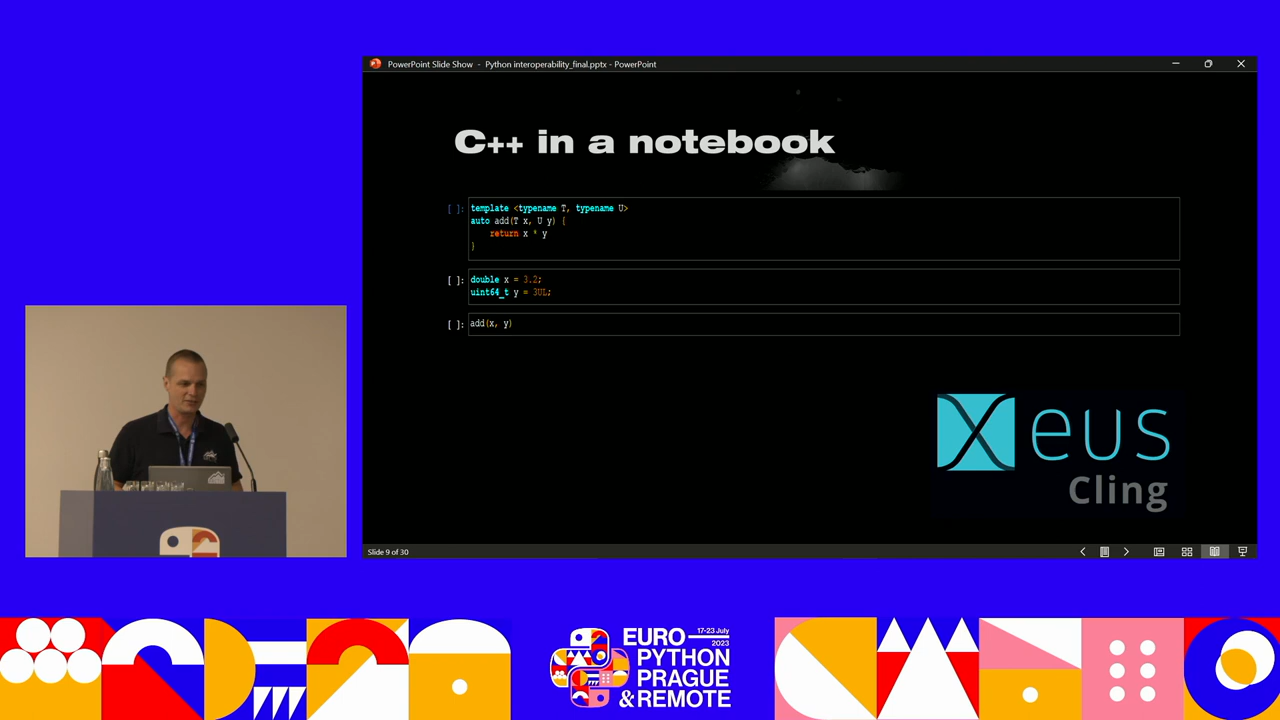 PowerPoint Slide Show - Python interoperability_final.pptx - PowerPoint
C++ in a notebook
[ ]: template <typename T, typename U>
auto add(T x, U y) {
return x * y
}
[ ]: double x = 3.2;
uint64_t y = 3UL;
[ ]: add(x, y)
Xeus
Cling
Slide 9 of 30
EURO 17-23 July
2023
PYTHON
PRAGUE
& REMOTE